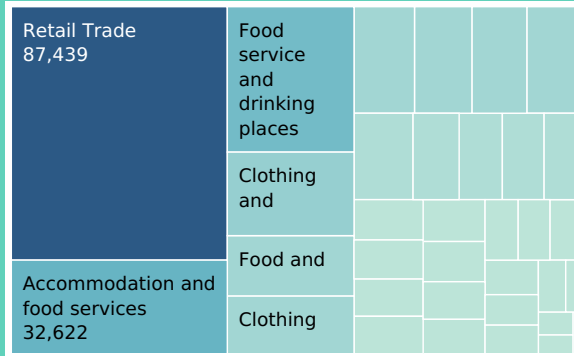 Retail Trade
87,439
Accommodation and
food services
32,622
Food
service
and
drinking
places
Clothing
and
Food and
Clothing